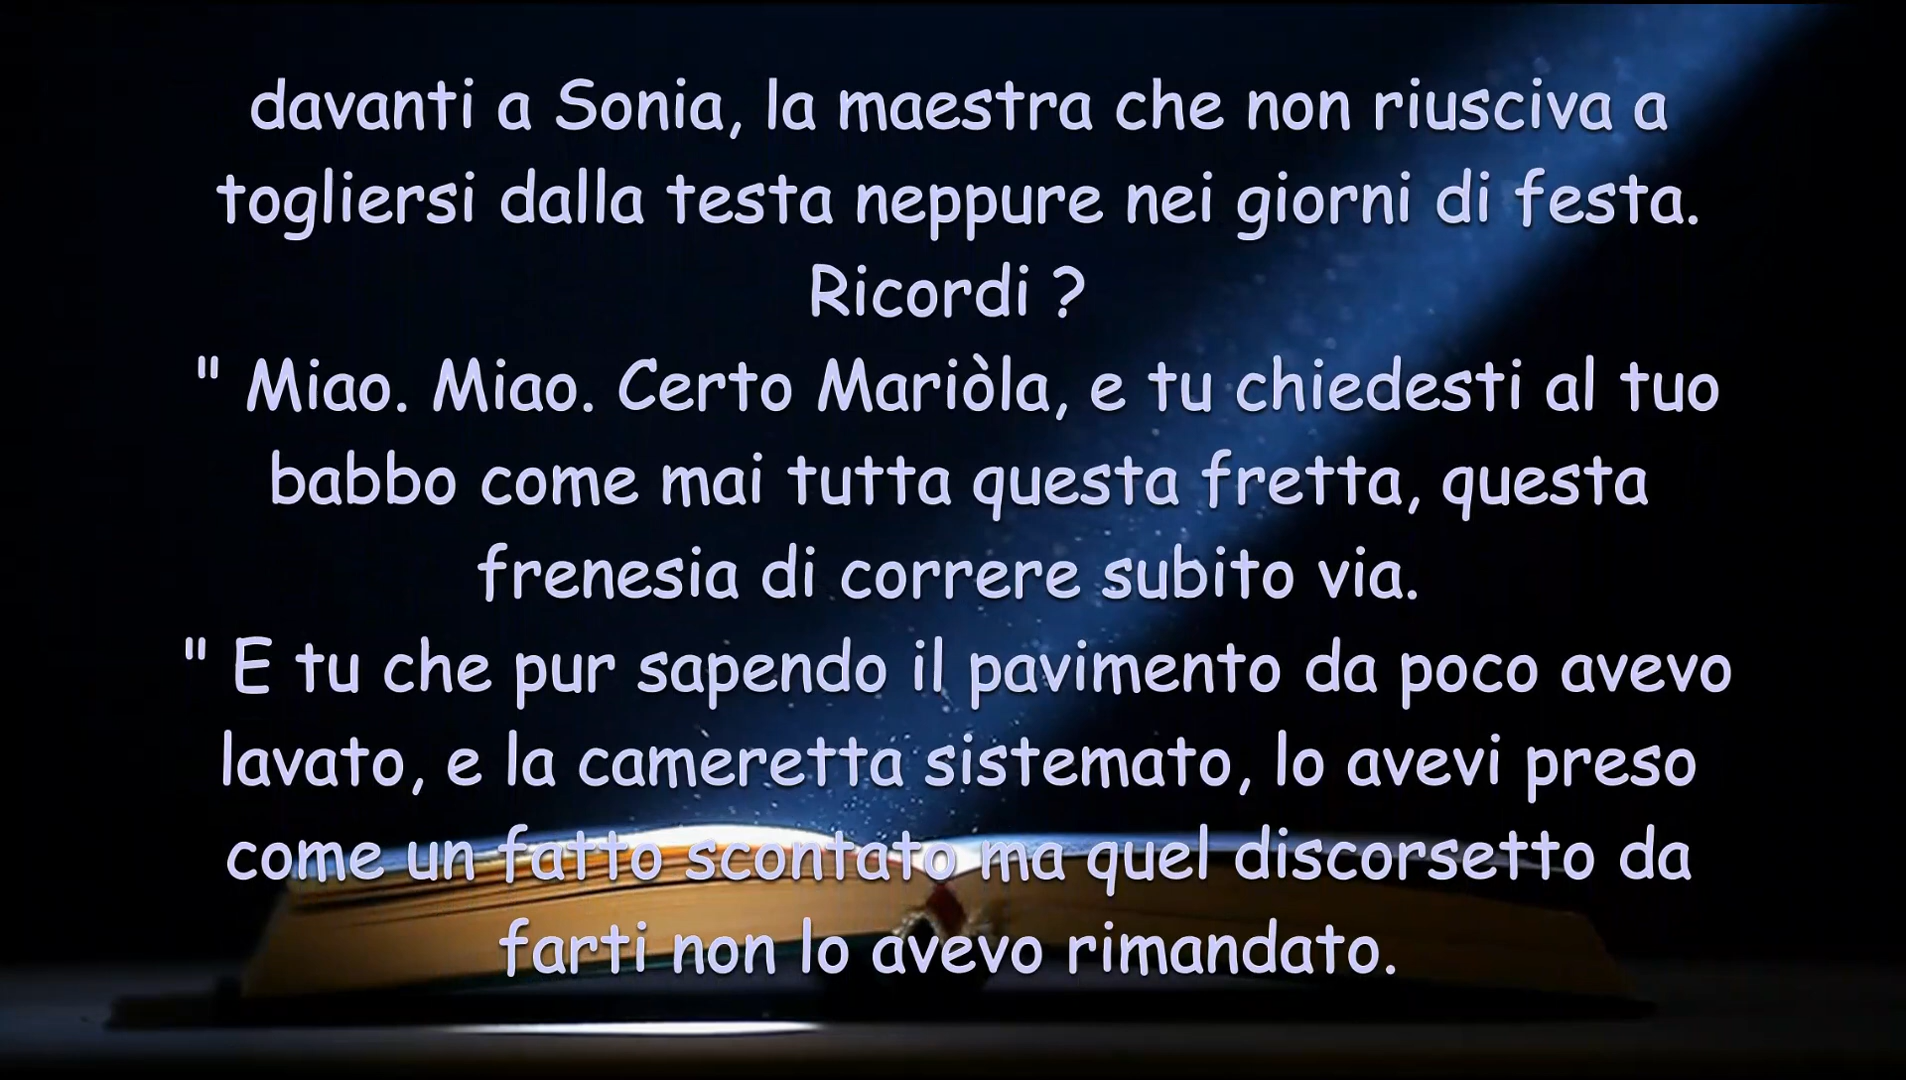 davanti a Sonia, la maestra che non riusciva a
togliersi dalla testa neppure nei giorni di festa.
Ricordi ?
" Miao. Miao. Certo Mariòla, e tu chiedesti al tuo
babbo come mai tutta questa fretta, questa
frenesia di correre subito via.
" E tu che pur sapendo il pavimento da poco avevo
lavato, e la cameretta sistemato, lo avevi preso
come un fatto scontato ma quel discorsetto da
farti non lo avevo rimandato.